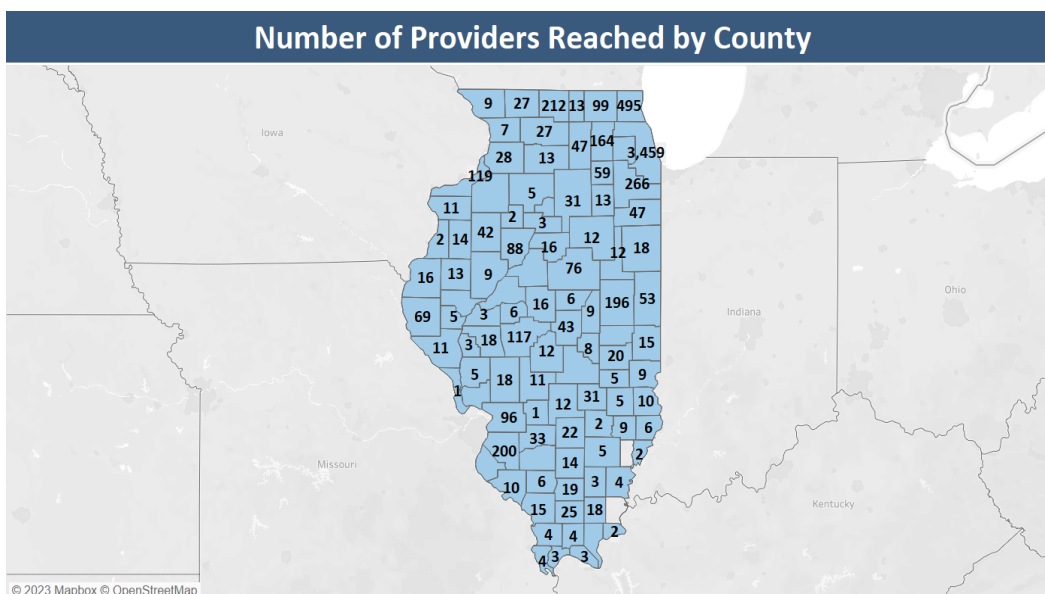 Number of Providers Reached by County
9 27 212 13 99 495
Iowa
7 27 47 164
28 13 3,459
119 59 266
5 31 13
11 2 3 47
2 14 42 88 16 12 12 18
16 13 9 76
69 5 3 6 16 6 9 196 53
Ohio
Indiana
11 3 18 117 43 15
12 8 20
5 18 11 5 9
1 12 31 5 10
96 1 22 2 9 6
200 33 5 2
Missouri
14
10 6 19 3 4
15 25 18
Kentucky
4 4 2
4 3 3
© 2023 Mapbox © OpenStreetMap